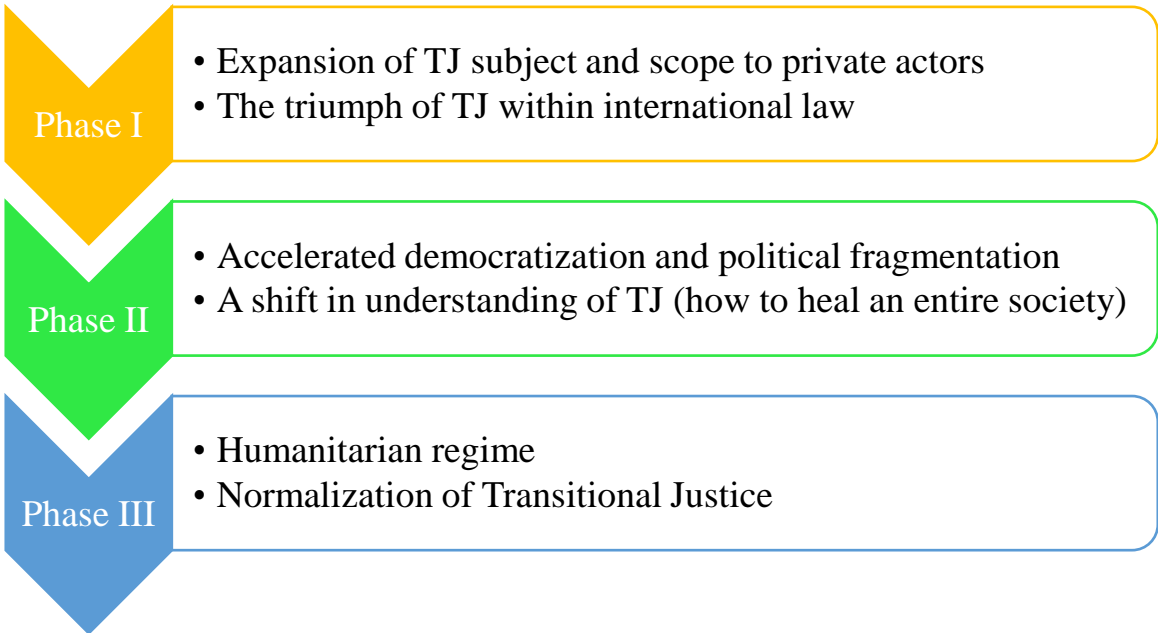 Phase I
• Expansion of TJ subject and scope to private actors
• The triumph of TJ within international law
Phase II
• Accelerated democratization and political fragmentation
• A shift in understanding of TJ (how to heal an entire society)
Phase III
• Humanitarian regime
• Normalization of Transitional Justice